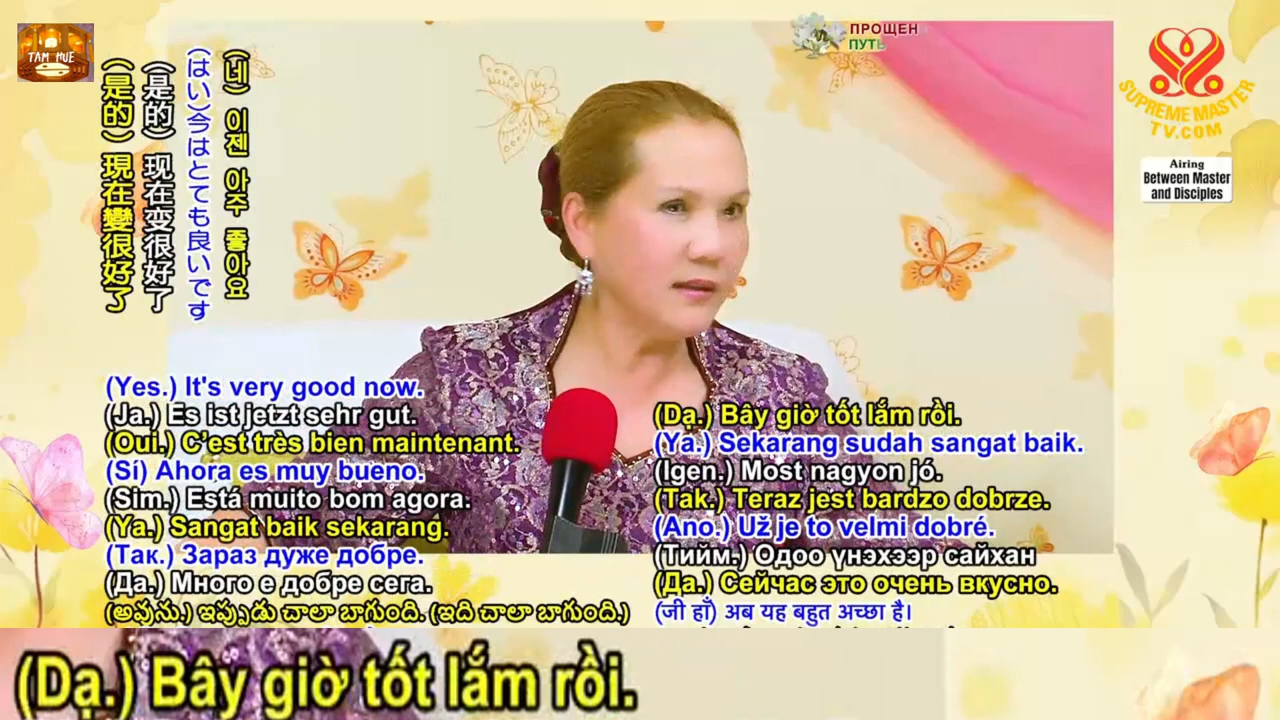 TAM HUE
ПРОЩЕН
ПУТЬ
SUPREME MASTER
TV.COM
Airing
Between Master
and Disciples
(네) 이젠 아주 좋아요
(はい)今はとても良いです
(是的) 现在变很好了
(是的) 現在變很好了
(Yes.) It's very good now.
(Ja.) Es ist jetzt sehr gut.
(Oui.) C’est très bien maintenant.
(Sí) Ahora es muy bueno.
(Sim.) Está muito bom agora.
(Ya.) Sangat baik sekarang.
(Так.) Зараз дуже добре.
(Да.) Много е добре сега.
(అవును.) ఇప్పుడు చాలా బాగుంది. (ఇది చాలా బాగుంది.)
(Dạ.) Bây giờ tốt lắm rồi.
(Ya.) Sekarang sudah sangat baik.
(Igen.) Most nagyon jó.
(Tak.) Teraz jest bardzo dobrze.
(Ano.) Už je to velmi dobré.
(Тийм.) Одоо үнэхээр сайхан
(Да.) Сейчас это очень вкусно.
(जी हाँ) अब यह बहुत अच्छा है।
(Dạ.) Bây giờ tốt lắm rồi.